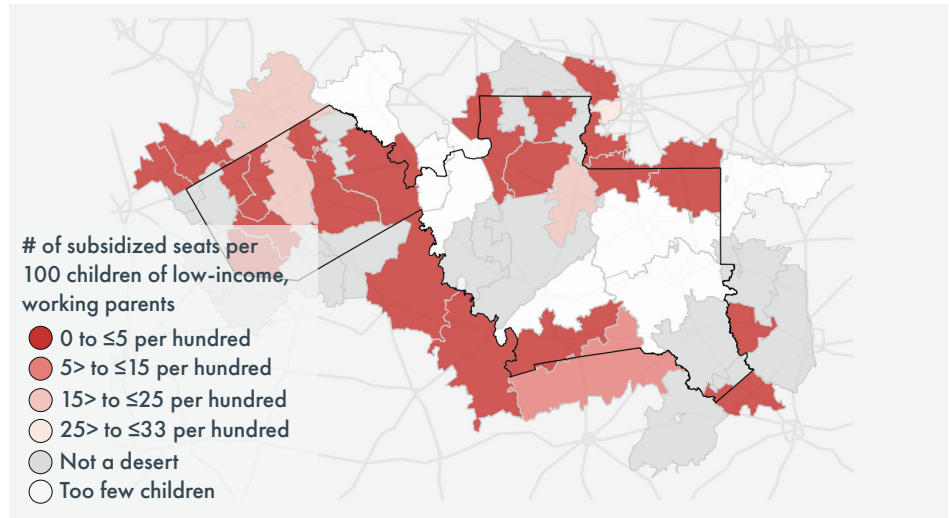 # of subsidized seats per
100 children of low-income,
working parents
0 to ≤5 per hundred
5> to ≤15 per hundred
15> to ≤25 per hundred
25> to ≤33 per hundred
Not a desert
Too few children